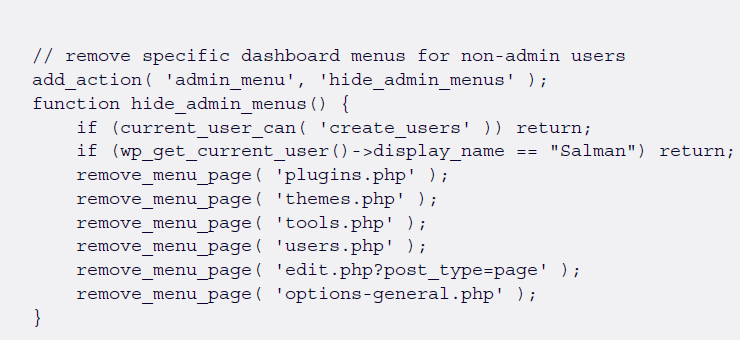 // remove specific dashboard menus for non-admin users
add_action( 'admin_menu', 'hide_admin_menus' );
function hide_admin_menus() {
    if (current_user_can( 'create_users' )) return;
    if (wp_get_current_user()->display_name == "Salman") return;
    remove_menu_page( 'plugins.php' );
    remove_menu_page( 'themes.php' );
    remove_menu_page( 'tools.php' );
    remove_menu_page( 'users.php' );
    remove_menu_page( 'edit.php?post_type=page' );
    remove_menu_page( 'options-general.php' );
}